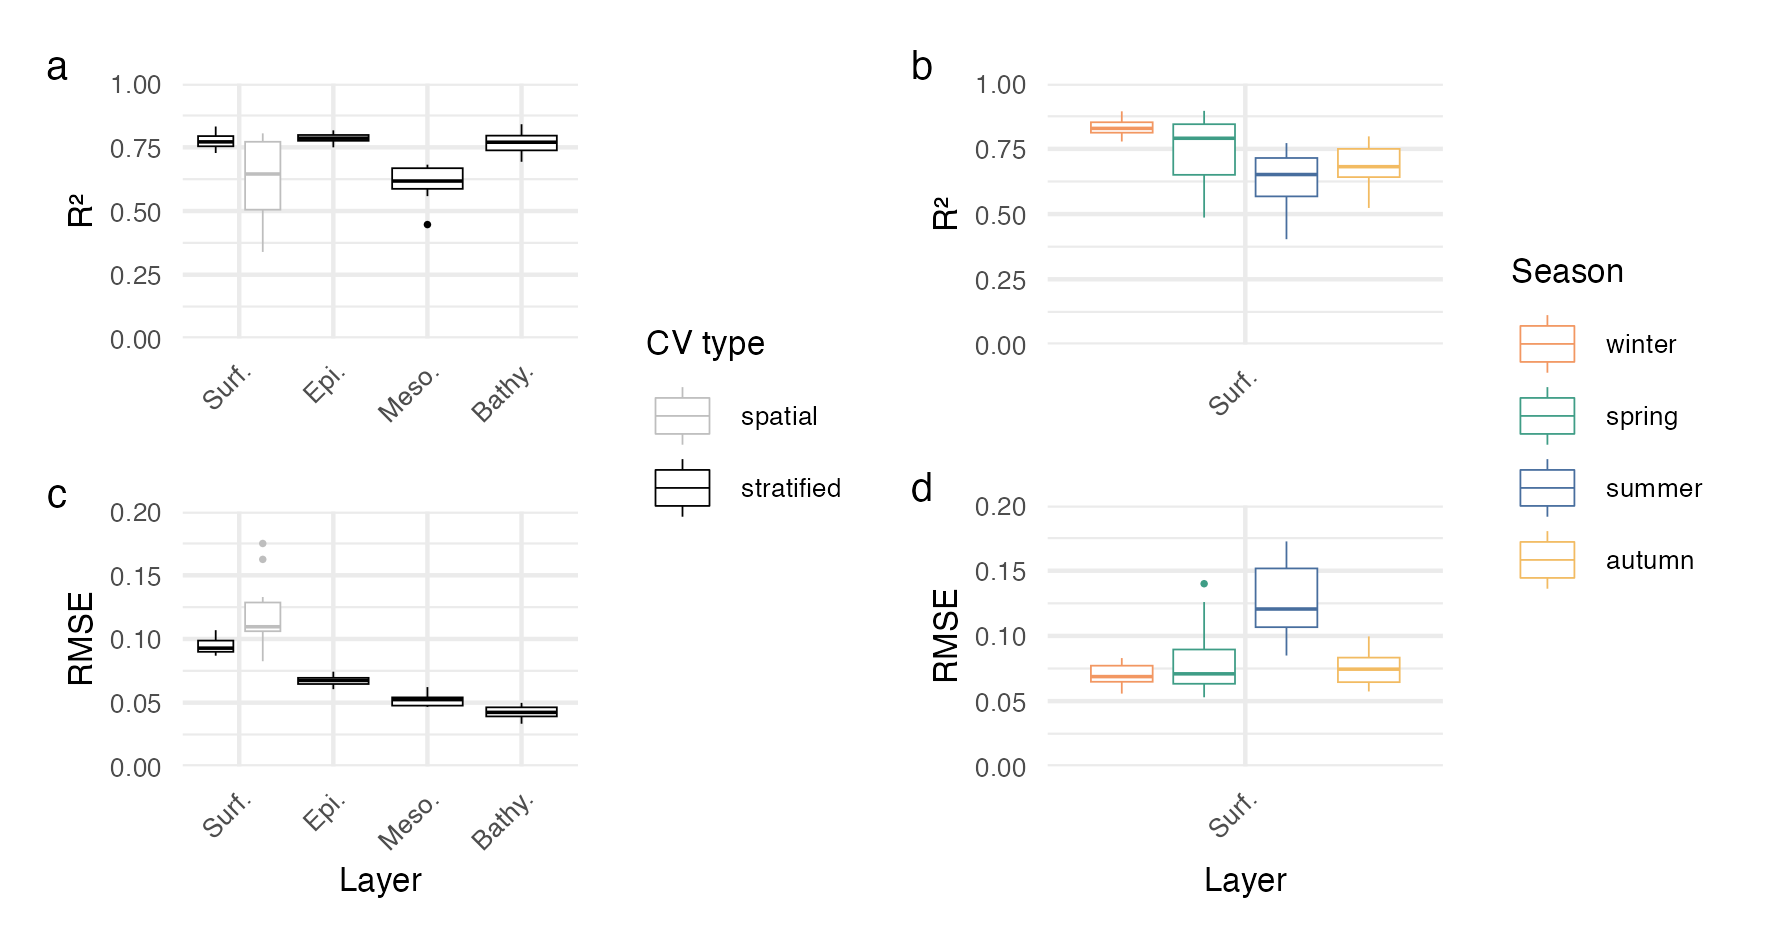 a
1.00
0.75
0.50
0.25
0.00
R²
Surf.
Epi.
Meso.
Bathy.
b
1.00
0.75
0.50
0.25
0.00
R²
Surf.
CV type
spatial
stratified
Season
winter
spring
summer
autumn
c
0.20
0.15
0.10
0.05
0.00
RMSE
Surf.
Epi.
Meso.
Bathy.
Layer
d
0.20
0.15
0.10
0.05
0.00
RMSE
Surf.
Layer